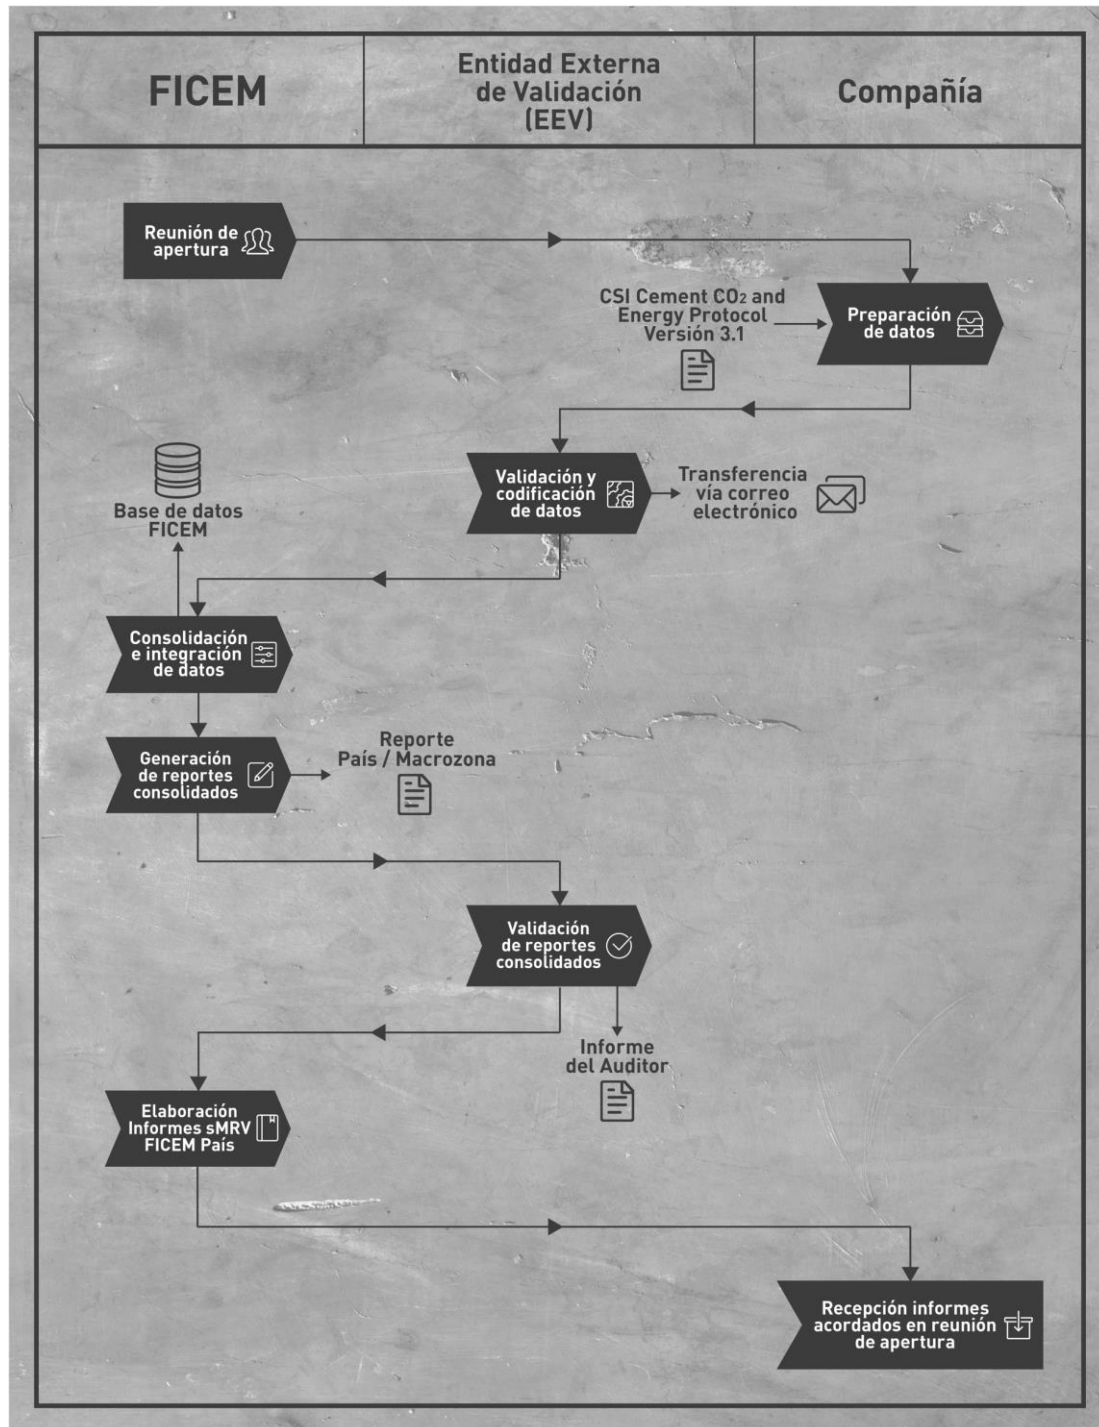 FICEM
Entidad Externa
de Validación
(EEV)
Compañía
Reunión de
apertura
CSI Cement CO₂ and
Energy Protocol
Versión 3.1
Preparación
de datos
Validación y
codificación
de datos
Transferencia
vía correo
electrónico
Base de datos
FICEM
Consolidación
e integración
de datos
Generación
de reportes
consolidados
Reporte
País / Macrozona
Validación
de reportes
consolidados
Informe
del Auditor
Elaboración
Informes sMRV
FICEM País
Recepción informes
acordados en reunión
de apertura